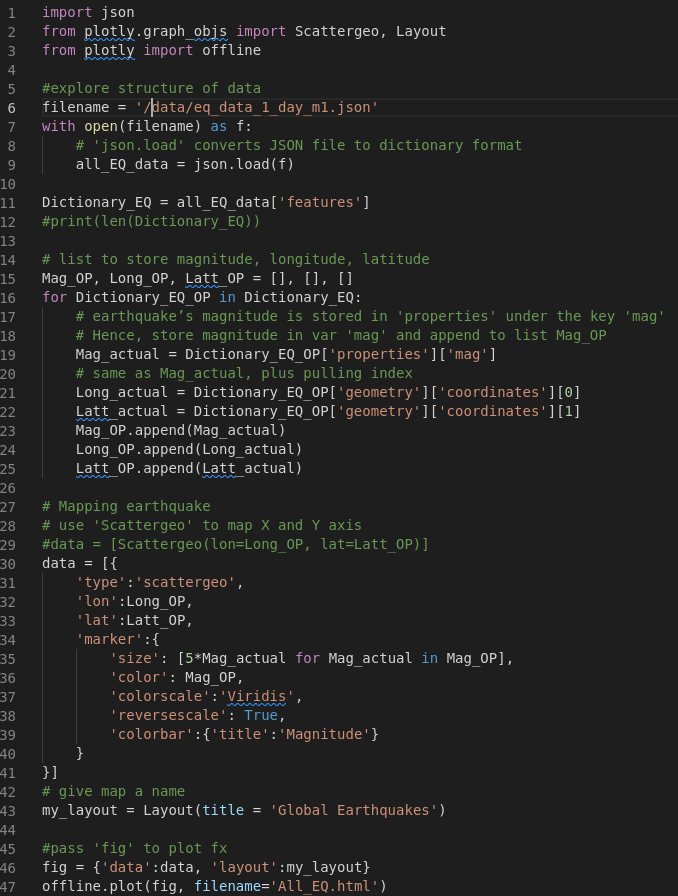 1 import json
2 from plotly.graph_objs import Scattergeo, Layout
3 from plotly import offline
4
5 #explore structure of data
6 filename = '/data/eq_data_1_day_m1.json'
7 with open(filename) as f:
8     # 'json.load' converts JSON file to dictionary format
9     all_EQ_data = json.load(f)
10
11 Dictionary_EQ = all_EQ_data['features']
12 #print(len(Dictionary_EQ))
13
14 # list to store magnitude, longitude, latitude
15 Mag_OP, Long_OP, Latt_OP = [], [], []
16 for Dictionary_EQ_OP in Dictionary_EQ:
17     # earthquake’s magnitude is stored in 'properties' under the key 'mag'
18     # Hence, store magnitude in var 'mag' and append to list Mag_OP
19     Mag_actual = Dictionary_EQ_OP['properties']['mag']
20     # same as Mag_actual, plus pulling index
21     Long_actual = Dictionary_EQ_OP['geometry']['coordinates'][0]
22     Latt_actual = Dictionary_EQ_OP['geometry']['coordinates'][1]
23     Mag_OP.append(Mag_actual)
24     Long_OP.append(Long_actual)
25     Latt_OP.append(Latt_actual)
26
27 # Mapping earthquake
28 # use 'Scattergeo' to map X and Y axis
29 #data = [Scattergeo(lon=Long_OP, lat=Latt_OP)]
30 data = [{
31     'type':'scattergeo',
32     'lon':Long_OP,
33     'lat':Latt_OP,
34     'marker':{
35         'size': [5*Mag_actual for Mag_actual in Mag_OP],
36         'color': Mag_OP,
37         'colorscale':'Viridis',
38         'reversescale': True,
39         'colorbar':{'title':'Magnitude'}
40     }
41 }]
42 # give map a name
43 my_layout = Layout(title = 'Global Earthquakes')
44
45 #pass 'fig' to plot fx
46 fig = {'data':data, 'layout':my_layout}
47 offline.plot(fig, filename='All_EQ.html')